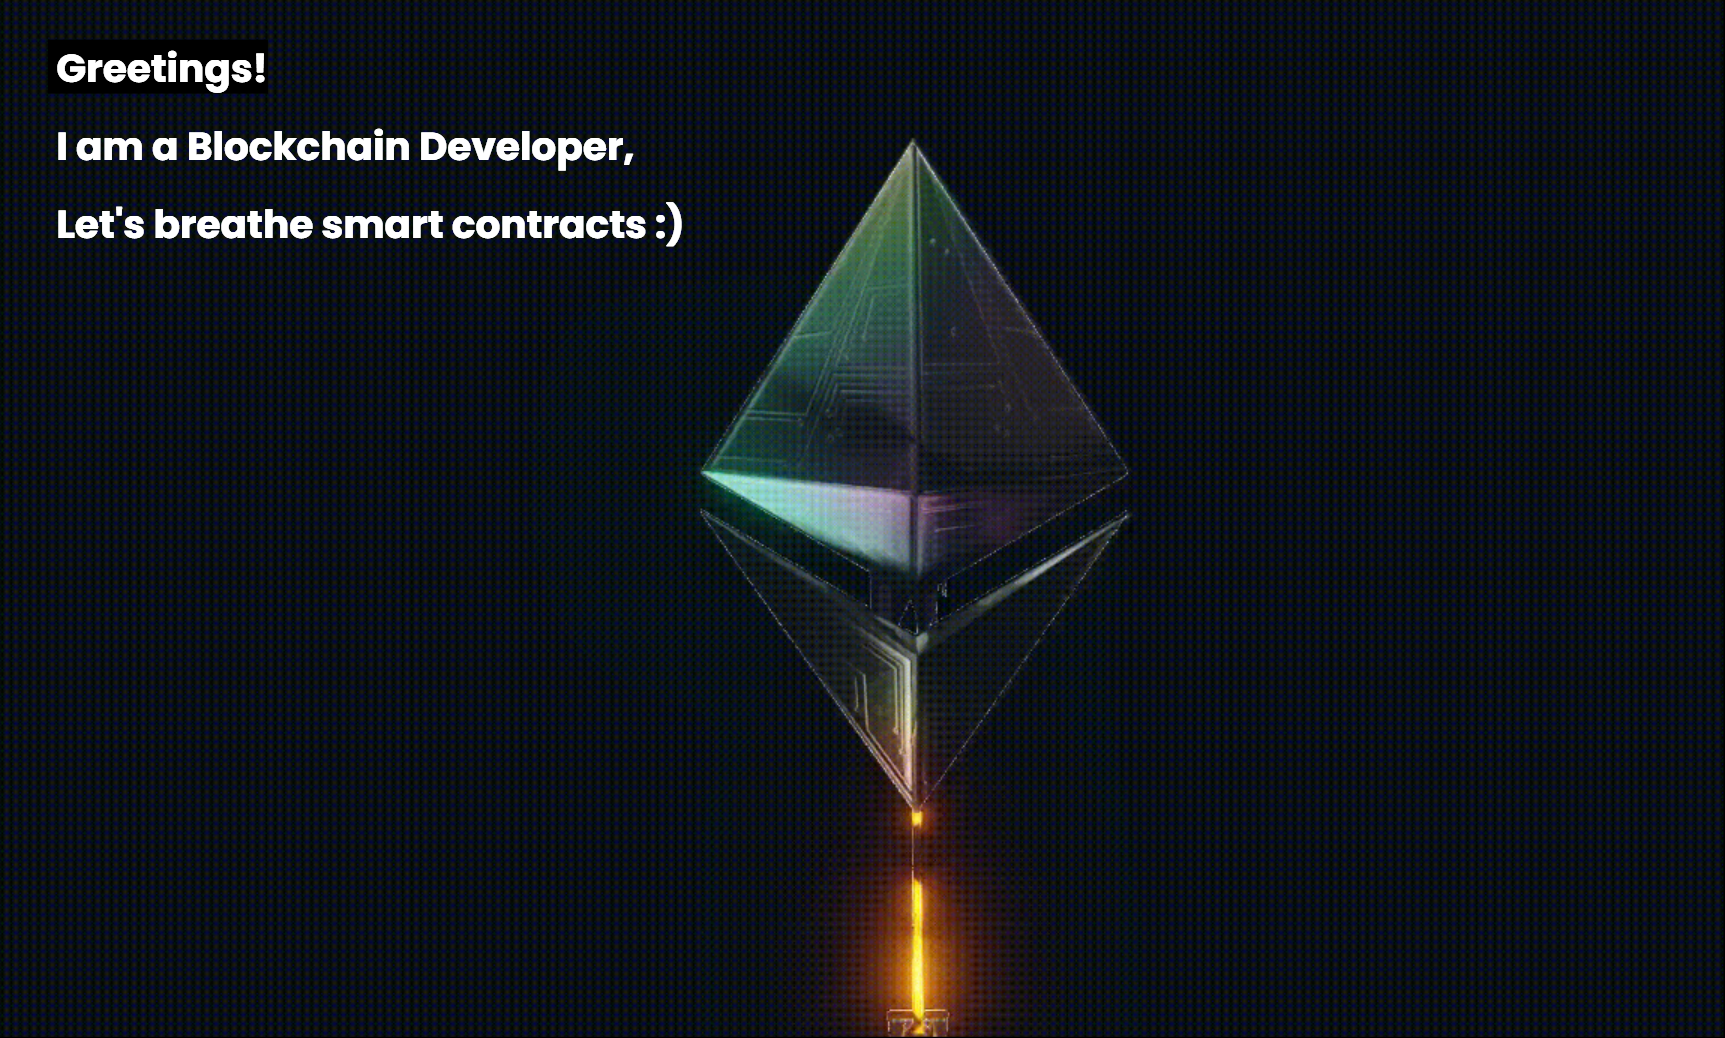 Greetings!
I am a Blockchain Developer,
Let's breathe smart contracts :)